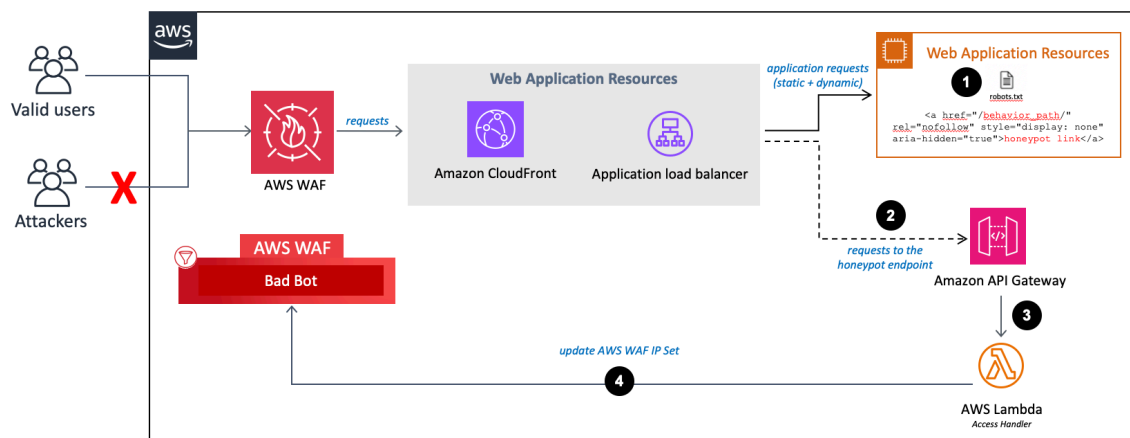 aws
Valid users
Attackers
X
AWS WAF
requests
Web Application Resources
Amazon CloudFront
Application load balancer
application requests
(static + dynamic)
Web Application Resources
1
robots.txt
<a href="/behavior_path/"
rel="nofollow" style="display: none"
aria-hidden="true">honeypot link</a>
2
requests to the
honeypot endpoint
Amazon API Gateway
3
AWS Lambda
Access Handler
update AWS WAF IP Set
4
AWS WAF
Bad Bot